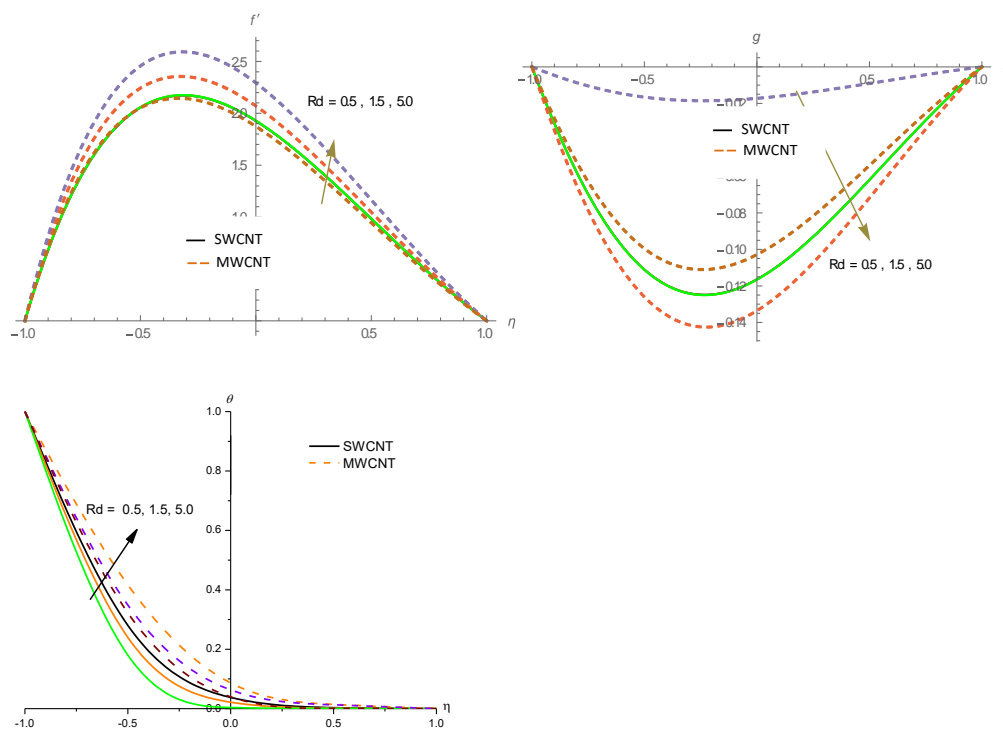 f′
2.5
Rd = 0.5 , 1.5 , 5.0
2.0
1.5
1.0
SWCNT
MWCNT
−1.0 −0.5 0 0.5 1.0 η
g
−1.0 −0.5 0.5 1.0
SWCNT
MWCNT
−0.08
−0.10
Rd = 0.5 , 1.5 , 5.0
−0.12
−0.14
θ
1.0
SWCNT
MWCNT
0.8
Rd = 0.5, 1.5, 5.0
0.6
0.4
0.2
0.0 η
-1.0 -0.5 0.0 0.5 1.0